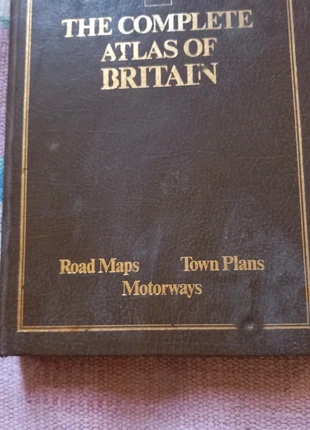 THE COMPLETE
ATLAS OF
BRITAIN
Road Maps Town Plans
Motorways